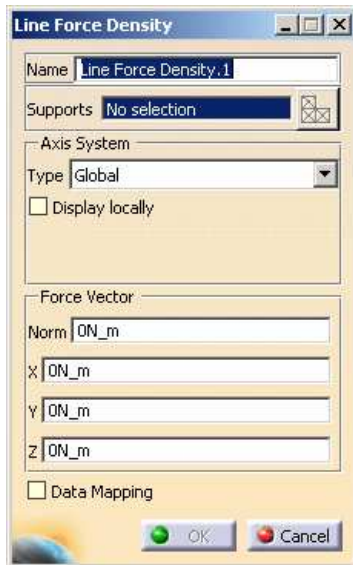 Line Force Density
Name Line Force Density.1
Supports No selection
Axis System
Type Global
Display locally
Force Vector
Norm 0N_m
X 0N_m
Y 0N_m
Z 0N_m
Data Mapping
OK Cancel